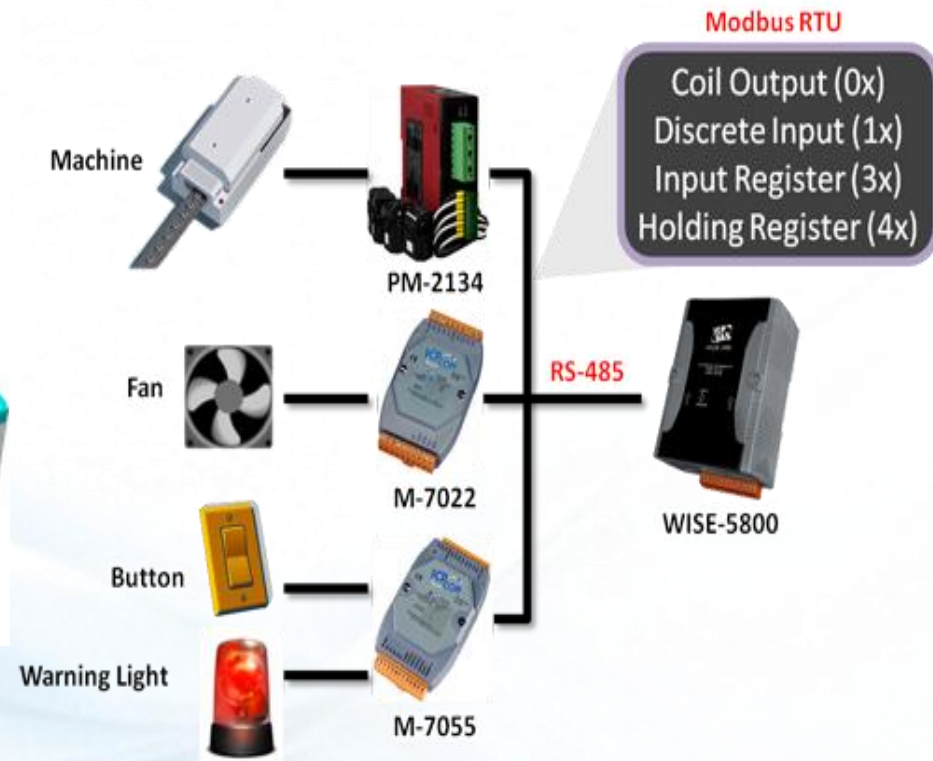 Modbus RTU
Coil Output (0x)
Discrete Input (1x)
Input Register (3x)
Holding Register (4x)
Machine
PM-2134
Fan
RS-485
M-7022
WISE-5800
Button
Warning Light
M-7055